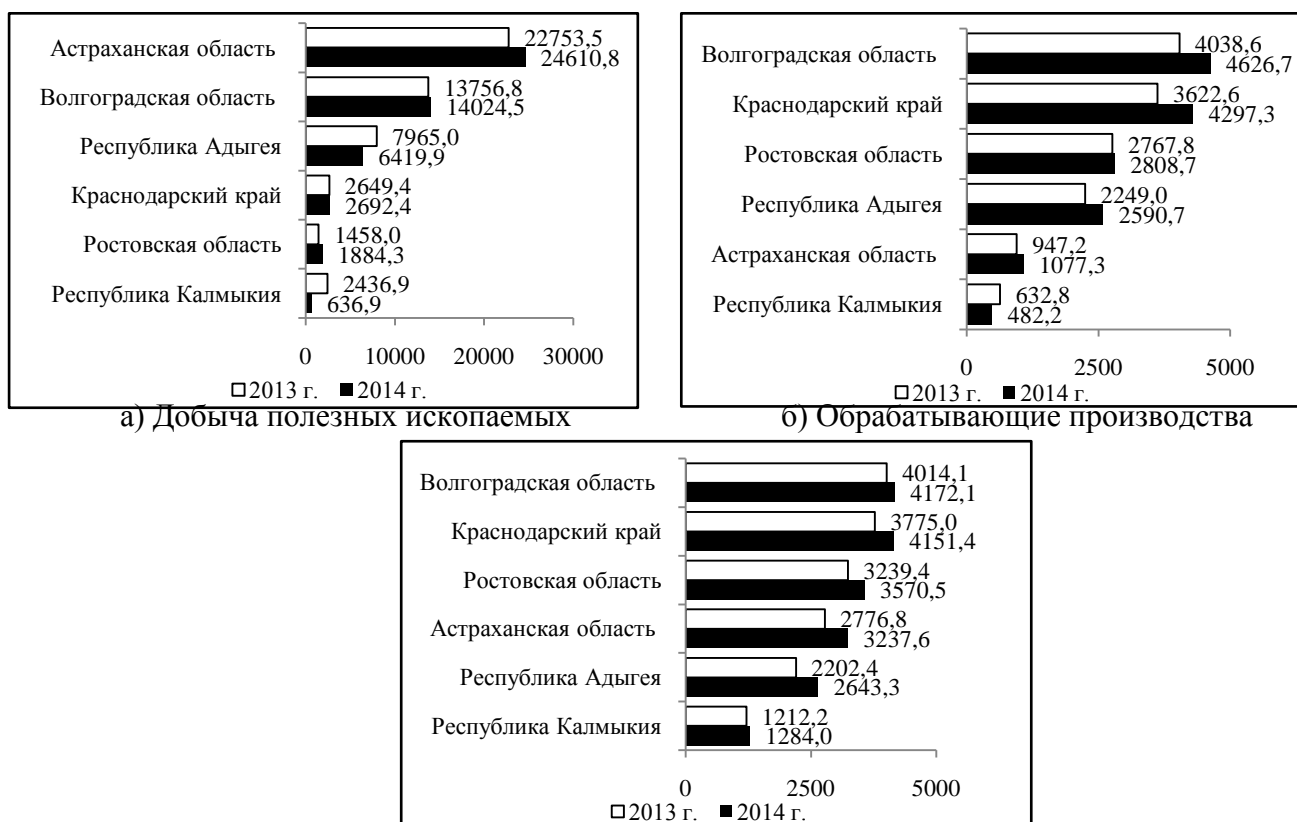 Астраханская область 22753,5
24610,8
Волгоградская область 13756,8
14024,5
Республика Адыгея 7965,0
6419,9
Краснодарский край 2649,4
2692,4
Ростовская область 1458,0
1884,3
Республика Калмыкия 2436,9
636,9
0 10000 20000 30000
2013 г. 2014 г.
а) Добыча полезных ископаемых
Волгоградская область 4038,6
4626,7
Краснодарский край 3622,6
4297,3
Ростовская область 2767,8
2808,7
Республика Адыгея 2249,0
2590,7
Астраханская область 947,2
1077,3
Республика Калмыкия 632,8
482,2
0 2500 5000
2013 г. 2014 г.
б) Обрабатывающие производства
Волгоградская область 4014,1
4172,1
Краснодарский край 3775,0
4151,4
Ростовская область 3239,4
3570,5
Астраханская область 2776,8
3237,6
Республика Адыгея 2202,4
2643,3
Республика Калмыкия 1212,2
1284,0
0 2500 5000
2013 г. 2014 г.